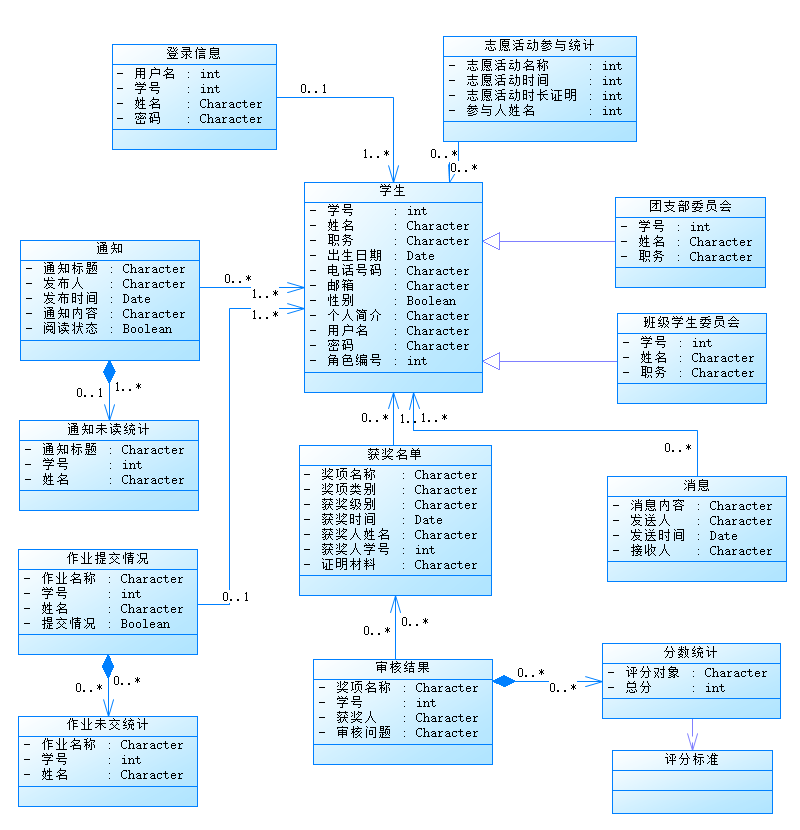 登录信息
- 用户名 : int
- 学号 : int
- 姓名 : Character
- 密码 : Character
志愿活动参与统计
- 志愿活动名称 : int
- 志愿活动时间 : int
- 志愿活动时长证明 : int
- 参与人姓名 : int
0..1
1..*
0..*
0..*
学生
- 学号 : int
- 姓名 : Character
- 职务 : Character
- 出生日期 : Date
- 电话号码 : Character
- 邮箱 : Character
- 性别 : Boolean
- 个人简介 : Character
- 用户名 : Character
- 密码 : Character
- 角色编号 : int
团支部委员会
- 学号 : int
- 姓名 : Character
- 职务 : Character
通知
- 通知标题 : Character
- 发布人 : Character
- 发布时间 : Date
- 通知内容 : Character
- 阅读状态 : Boolean
0..*
1..*
1..*
班级学生委员会
- 学号 : int
- 姓名 : Character
- 职务 : Character
0..1
1..*
通知未读统计
- 通知标题 : Character
- 学号 : int
- 姓名 : Character
0..*
1..*
1..*
获奖名单
- 奖项名称 : Character
- 奖项类别 : Character
- 获奖级别 : Character
- 获奖时间 : Date
- 获奖人姓名 : Character
- 获奖人学号 : int
- 证明材料 : Character
0..*
消息
- 消息内容 : Character
- 发送人 : Character
- 发送时间 : Date
- 接收人 : Character
作业提交情况
- 作业名称 : Character
- 学号 : int
- 姓名 : Character
- 提交情况 : Boolean
0..1
0..*
0..*
0..*
0..*
作业未交统计
- 作业名称 : Character
- 学号 : int
- 姓名 : Character
审核结果
- 奖项名称 : Character
- 学号 : int
- 获奖人 : Character
- 审核问题 : Character
0..*
0..*
分数统计
- 评分对象 : Character
- 总分 : int
评分标准